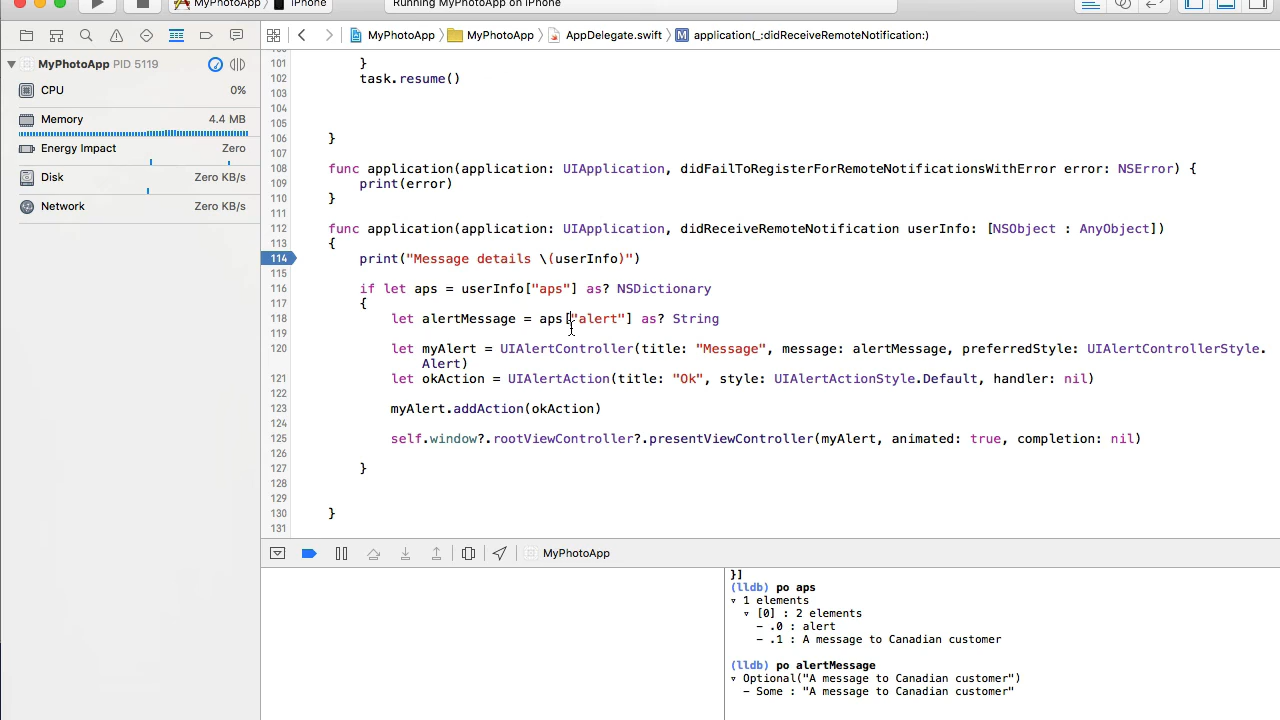 MyPhotoApp iPhone Running MyPhotoApp on iPhone
MyPhotoApp MyPhotoApp AppDelegate.swift M application(_:didReceiveRemoteNotification:)
MyPhotoApp PID 5119
CPU 0%
Memory 4.4 MB
Energy Impact Zero
Disk Zero KB/s
Network Zero KB/s
101 }
102 task.resume()
103
104
105
106 }
107
108 func application(application: UIApplication, didFailToRegisterForRemoteNotificationsWithError error: NSError) {
109 print(error)
110 }
111
112 func application(application: UIApplication, didReceiveRemoteNotification userInfo: [NSObject : AnyObject])
113 {
114 print("Message details \(userInfo)")
115
116 if let aps = userInfo["aps"] as? NSDictionary
117 {
118 let alertMessage = aps["alert"] as? String
119
120 let myAlert = UIAlertController(title: "Message", message: alertMessage, preferredStyle: UIAlertControllerStyle.
Alert)
121 let okAction = UIAlertAction(title: "Ok", style: UIAlertActionStyle.Default, handler: nil)
122
123 myAlert.addAction(okAction)
124
125 self.window?.rootViewController?.presentViewController(myAlert, animated: true, completion: nil)
126
127 }
128
129
130 }
131
MyPhotoApp
}]
(lldb) po aps
▿ 1 elements
▿ [0] : 2 elements
- .0 : alert
- .1 : A message to Canadian customer
(lldb) po alertMessage
▿ Optional("A message to Canadian customer")
- Some : "A message to Canadian customer"